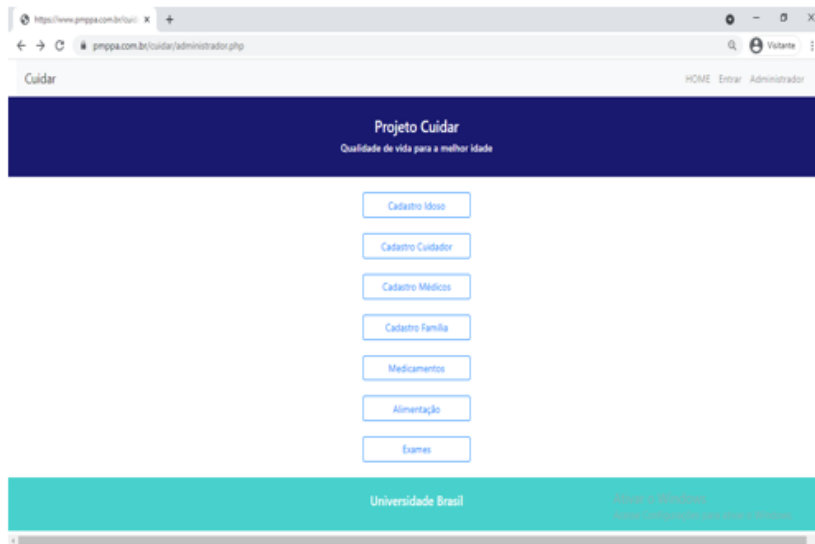 https://www.pmppa.com.br/cuid
pmppa.com.br/cuidar/administrador.php
Visitante
Cuidar
HOME Entrar Administrador
Projeto Cuidar
Qualidade de vida para a melhor idade
Cadastro Idoso
Cadastro Cuidador
Cadastro Médicos
Cadastro Família
Medicamentos
Alimentação
Exames
Universidade Brasil